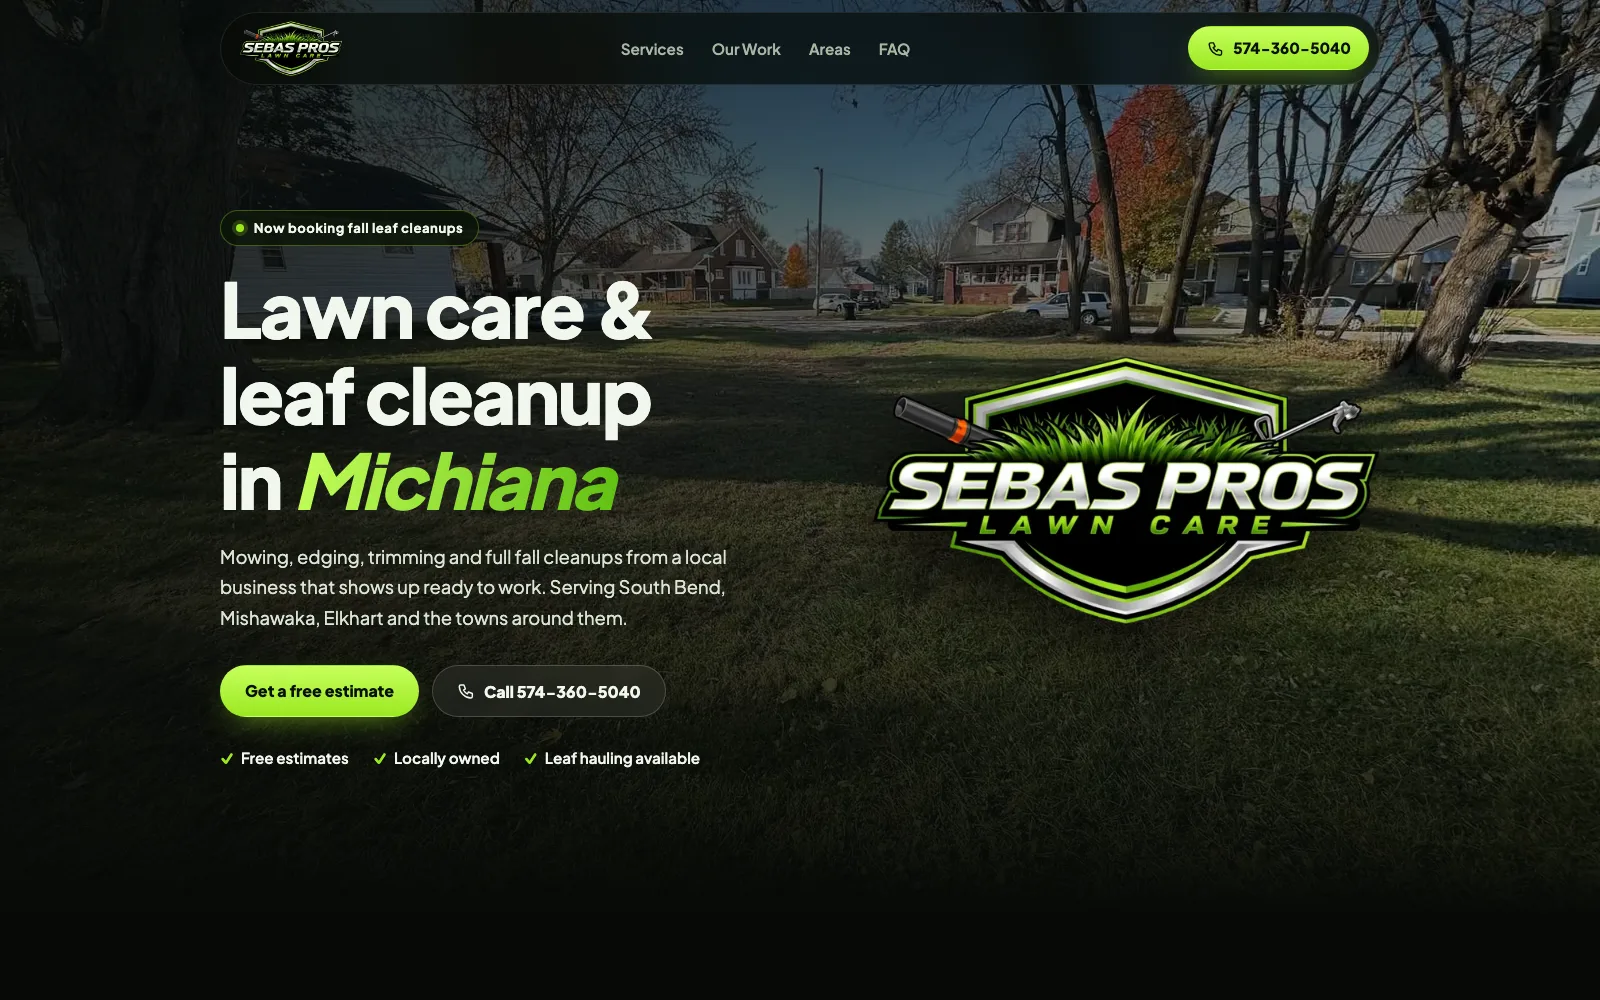 SEBAS PROS
LAWN CARE
Services
Our Work
Areas
FAQ
574-360-5040
Now booking fall leaf cleanups
Lawn care &
leaf cleanup
in Michiana
Mowing, edging, trimming and full fall cleanups from a local
business that shows up ready to work. Serving South Bend,
Mishawaka, Elkhart and the towns around them.
Get a free estimate
Call 574-360-5040
Free estimates
Locally owned
Leaf hauling available
SEBAS PROS
LAWN CARE